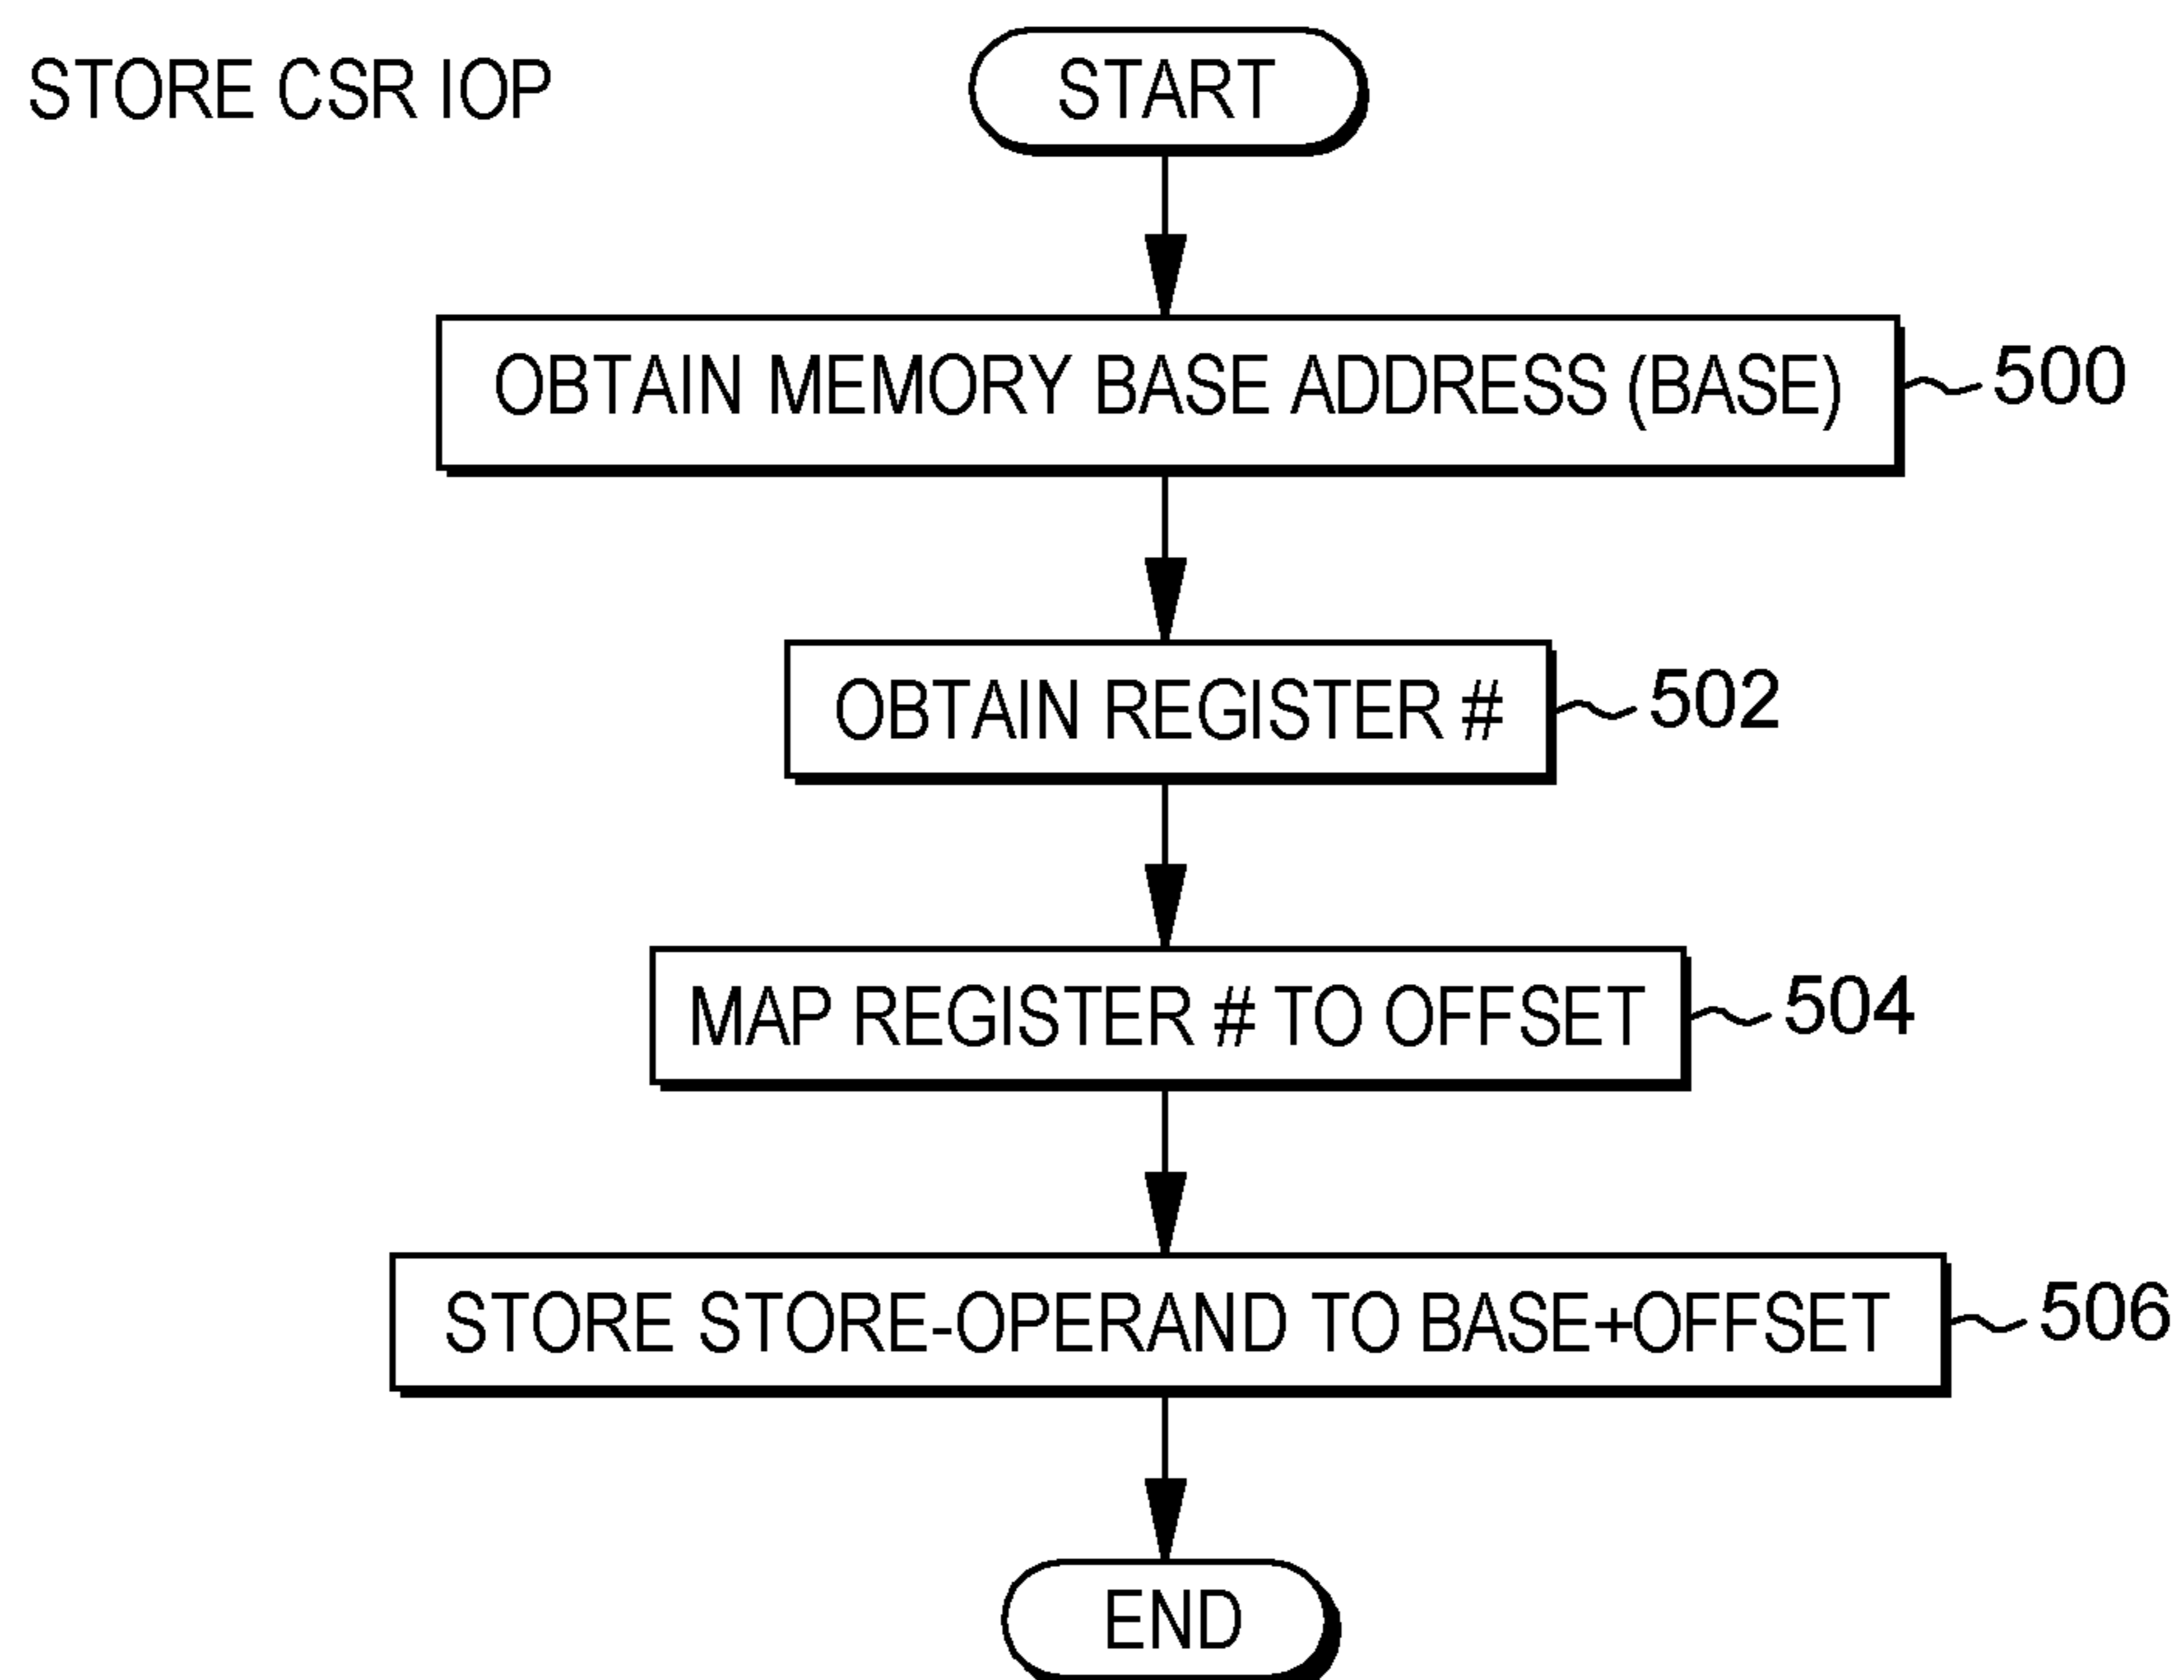 STORE CSR IOP
START
OBTAIN MEMORY BASE ADDRESS (BASE)
500
OBTAIN REGISTER #
502
MAP REGISTER # TO OFFSET
504
STORE STORE-OPERAND TO BASE+OFFSET
506
END